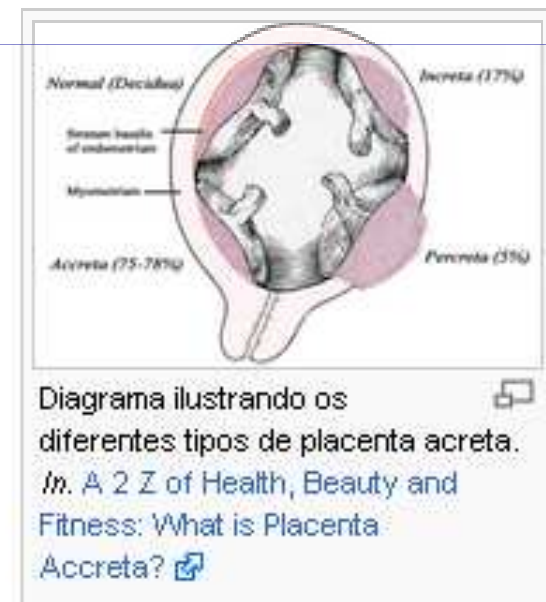 Normal (Decidua)
Increta (17%)
Stratum basalis
of endometrium
Myometrium
Accreta (75-78%)
Percreta (5%)
Diagrama ilustrando os
diferentes tipos de placenta acreta.
In. A 2 Z of Health, Beauty and
Fitness: What is Placenta
Accreta?